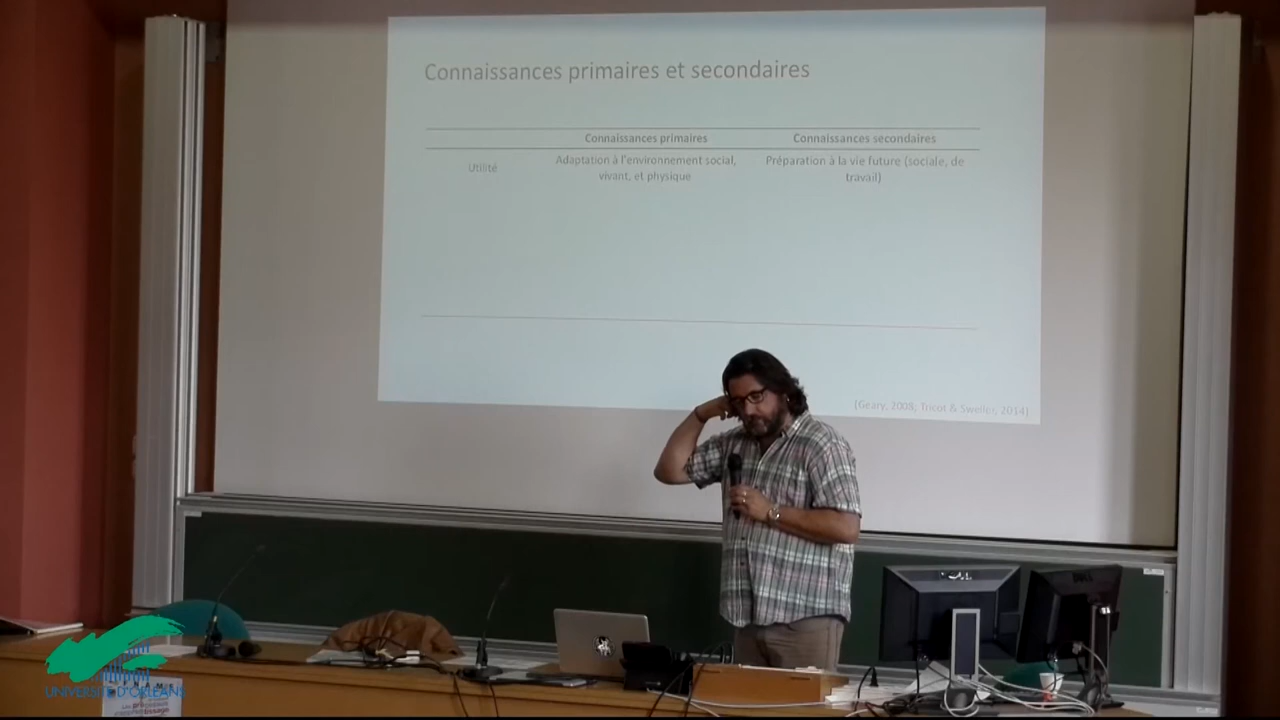 Connaissances primaires et secondaires
Connaissances primaires Connaissances secondaires
Utilité
Adaptation à l'environnement social,
vivant, et physique
Préparation à la vie future (sociale, de
travail)
(Geary, 2008; Tricot & Sweller, 2014)
DELL
UNIVERSITÉ D'ORLÉANS